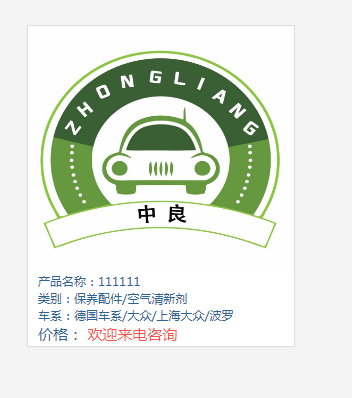 ZHONGLIANG
中良
产品名称：111111
类别：保养配件/空气清新剂
车系：德国车系/大众/上海大众/波罗
价格： 欢迎来电咨询